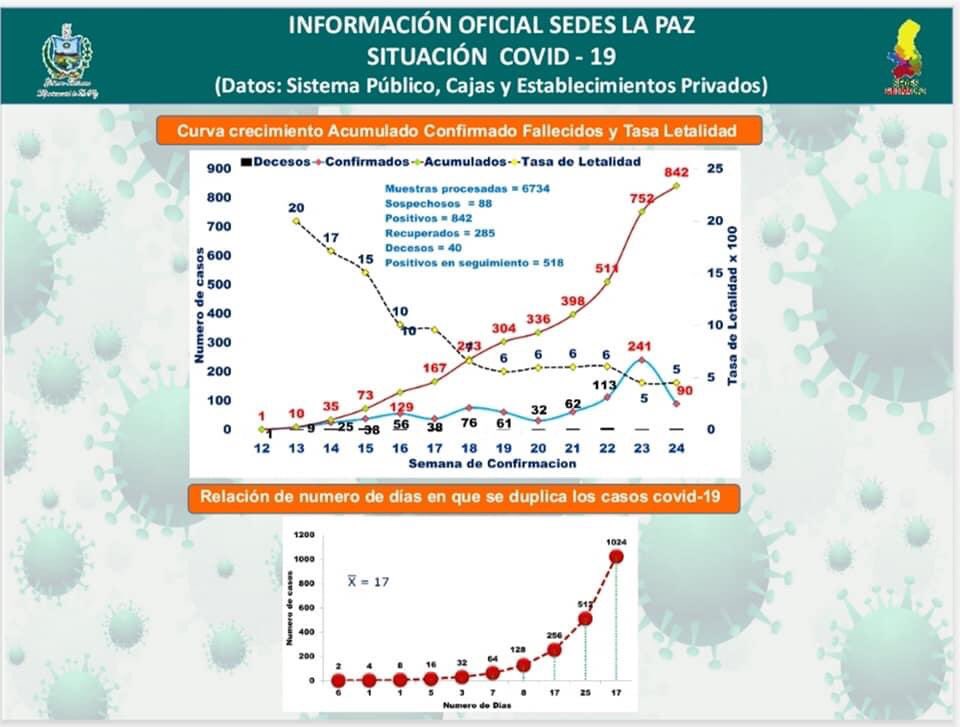 INFORMACIÓN OFICIAL SEDES LA PAZ
SITUACIÓN COVID - 19
(Datos: Sistema Público, Cajas y Establecimientos Privados)
SEDES
Curva crecimiento Acumulado Confirmado Fallecidos y Tasa Letalidad
Decesos Confirmados Acumulados Tasa de Letalidad
Muestras procesadas = 6734
Sospechosos = 88
Positivos = 842
Recuperados = 285
Decesos = 40
Positivos en seguimiento = 518
Numero de casos
900
800
700
600
500
400
300
200
100
0
Tasa de Letalidad x 100
25
20
15
10
5
0
20 17 15 10 10 7 6 6 6 6 5 5
1 10 35 73 129 167 243 304 336 398 511 752 842
1 9 25 38 56 38 76 61 32 62 113 241 90
12 13 14 15 16 17 18 19 20 21 22 23 24
Semana de Confirmacion
Relación de numero de días en que se duplica los casos covid-19
Numero de casos
1200
1000
800
600
400
200
0
X̅ = 17
2 4 8 16 32 64 128 256 512 1024
6 1 1 5 3 7 8 17 25 17
Numero de Dias